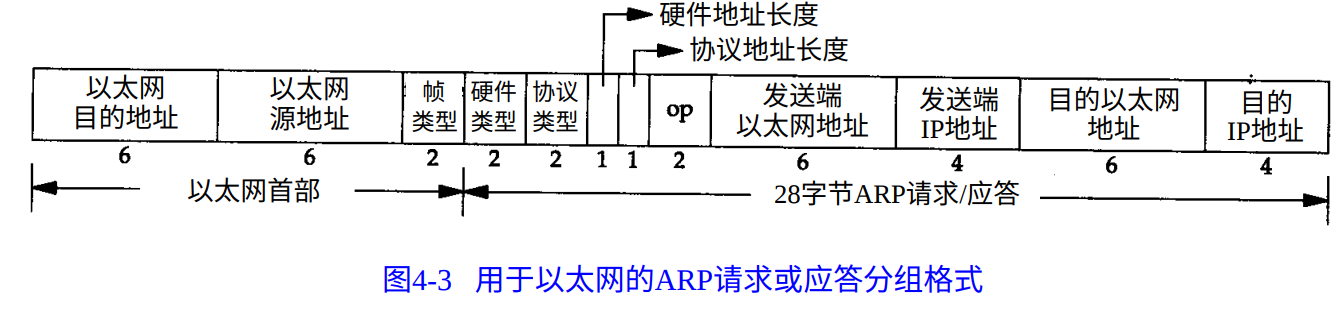 硬件地址长度
协议地址长度
以太网
目的地址
以太网
源地址
帧
类型
硬件
类型
协议
类型
op
发送端
以太网地址
发送端
IP地址
目的以太网
地址
目的
IP地址
6
6
2
2
2
1
1
2
6
4
6
4
以太网首部
28字节ARP请求/应答
图4-3 用于以太网的ARP请求或应答分组格式